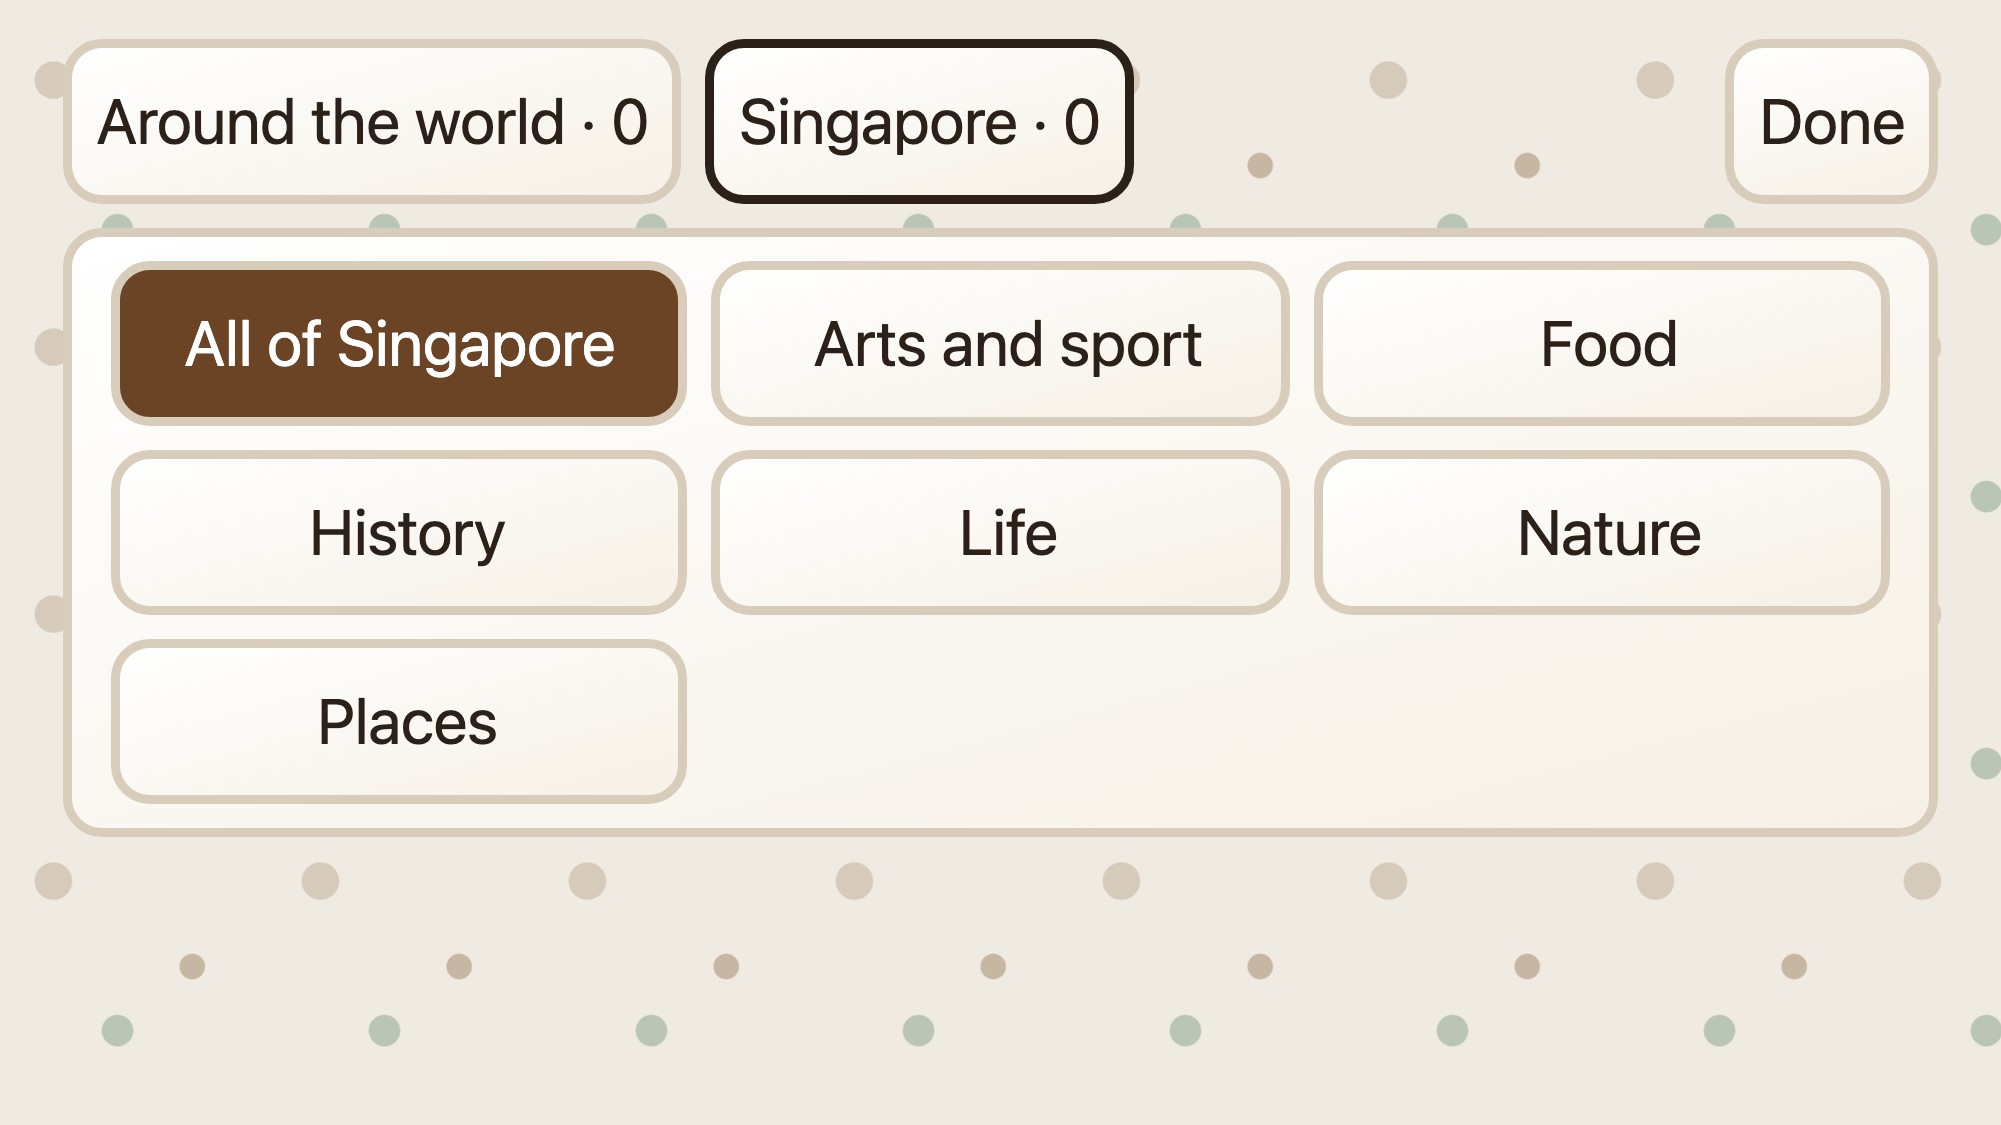 Around the world · 0
Singapore · 0
Done
All of Singapore
Arts and sport
Food
History
Life
Nature
Places